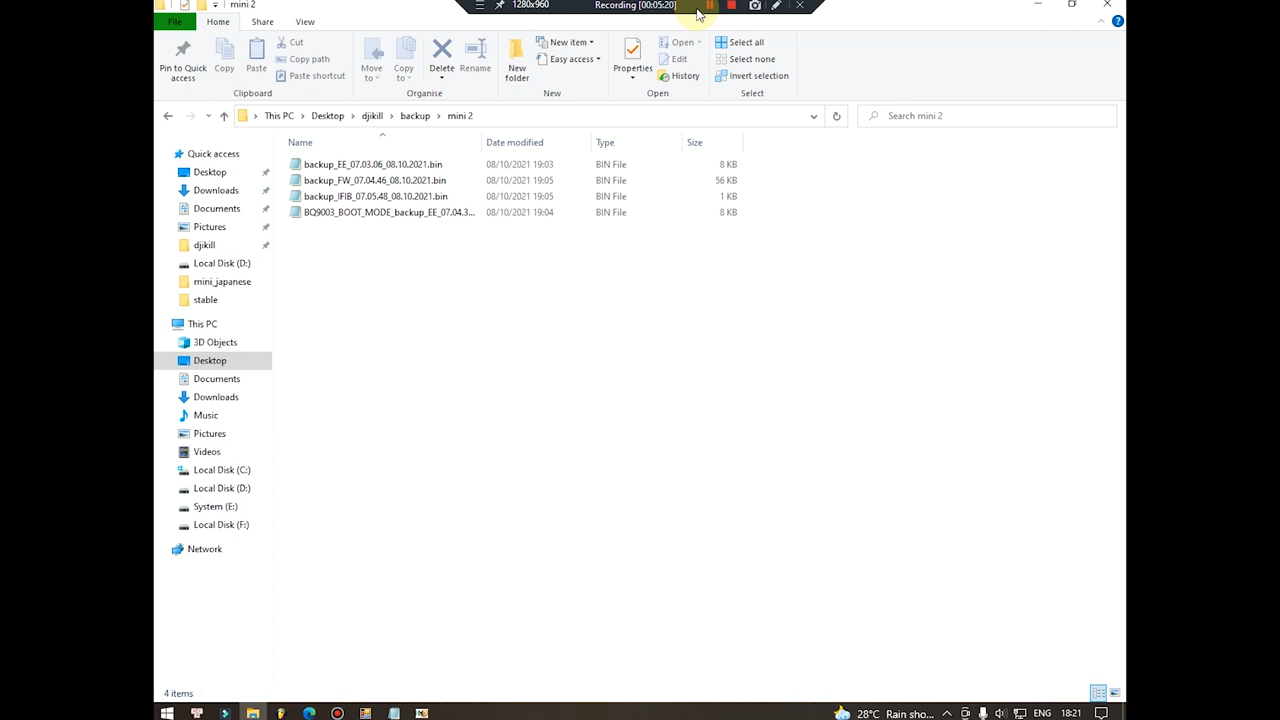 mini 2
1280x960
Recording [00:05:20]
File
Home
Share
View
Pin to Quick access
Copy
Paste
Cut
Copy path
Paste shortcut
Clipboard
Move to
Copy to
Delete
Rename
Organise
New folder
New item
Easy access
New
Properties
Open
Edit
History
Open
Select all
Select none
Invert selection
Select
This PC > Desktop > djikill > backup > mini 2
Search mini 2
Name
Date modified
Type
Size
backup_EE_07.03.06_08.10.2021.bin 08/10/2021 19:03 BIN File 8 KB
backup_FW_07.04.46_08.10.2021.bin 08/10/2021 19:05 BIN File 56 KB
backup_IFIB_07.05.48_08.10.2021.bin 08/10/2021 19:05 BIN File 1 KB
BQ9003_BOOT_MODE_backup_EE_07.04.3... 08/10/2021 19:04 BIN File 8 KB
Quick access
Desktop
Downloads
Documents
Pictures
djikill
Local Disk (D:)
mini_japanese
stable
This PC
3D Objects
Desktop
Documents
Downloads
Music
Pictures
Videos
Local Disk (C:)
Local Disk (D:)
System (E:)
Local Disk (F:)
Network
4 items
28°C Rain sho... ENG 18:21